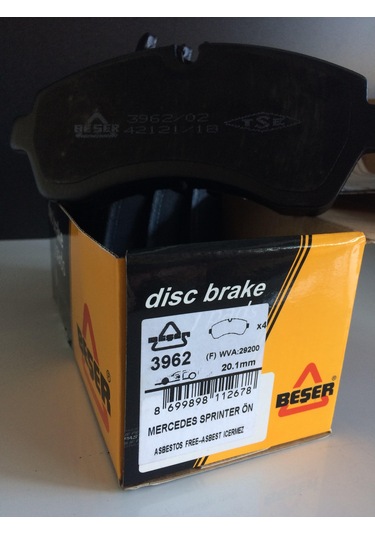 BESER
3962/02
42121/18
TSE
disc brake
x4
3962
(F) WVA:29200
20.1mm
8 699898 112678
MERCEDES SPRINTER ÖN
ASBESTOS FREE-ASBEST ICERMEZ
BESER